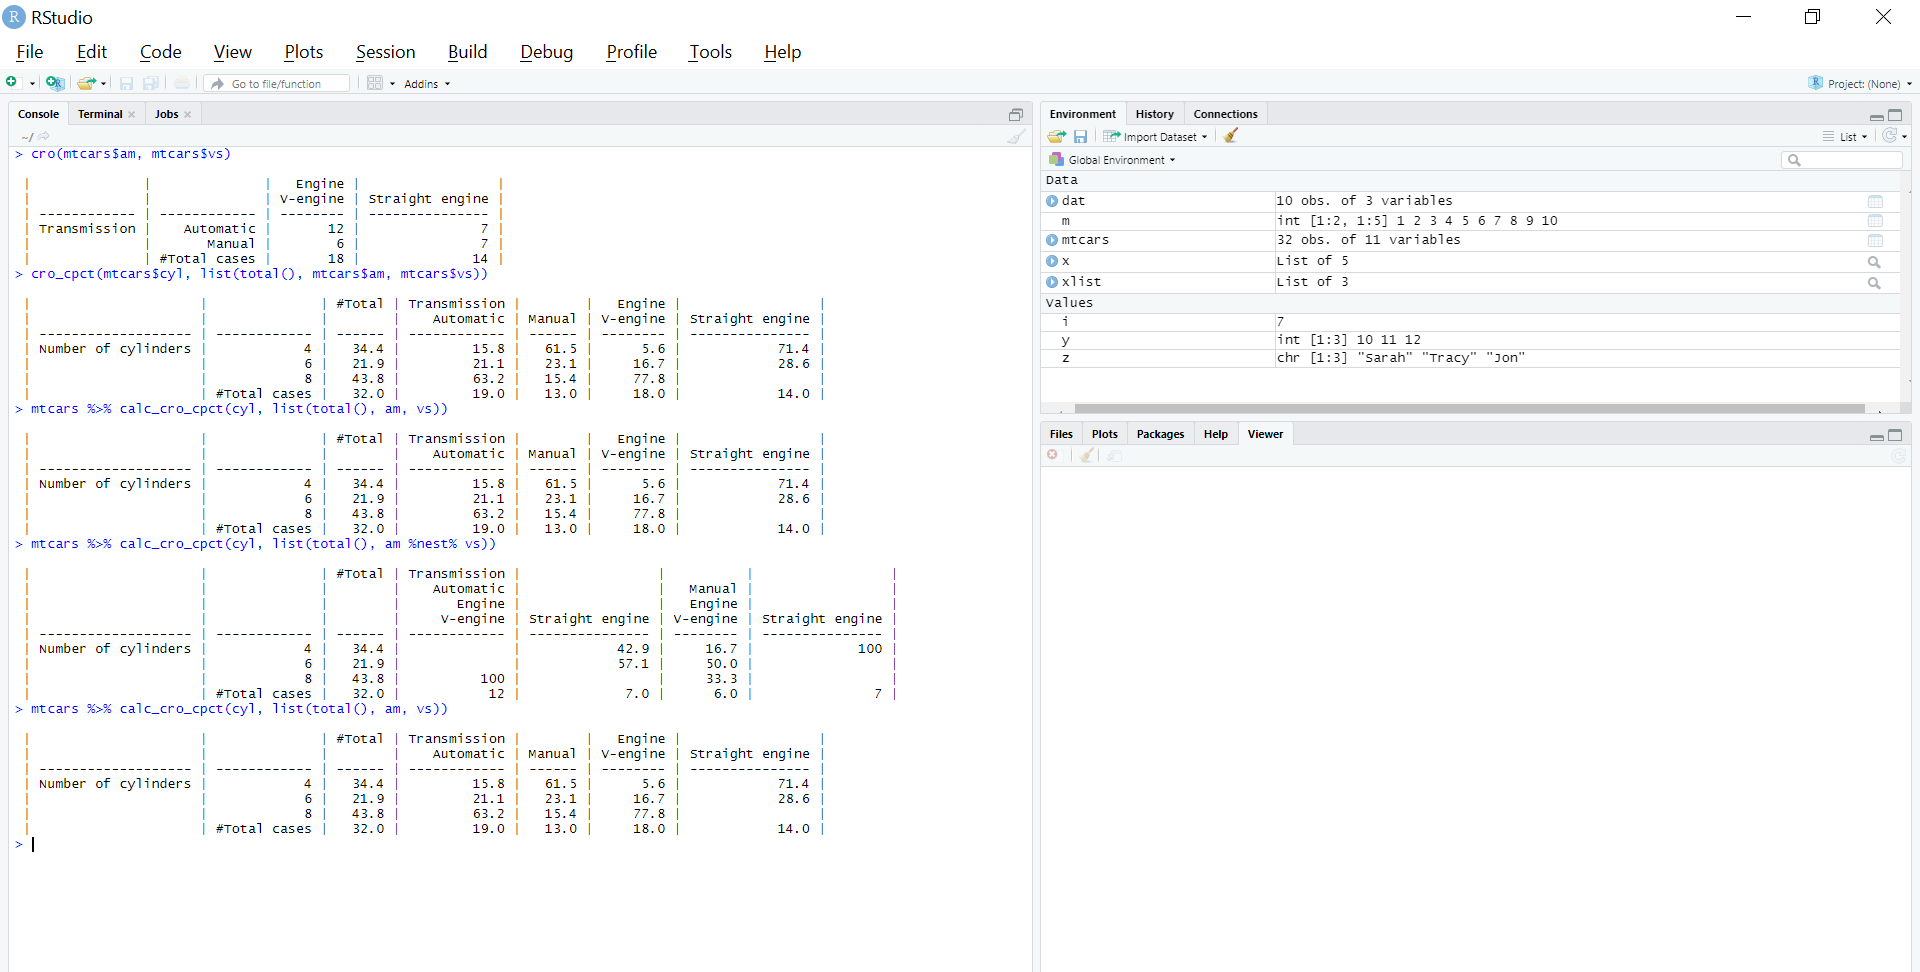 RStudio
File Edit Code View Plots Session Build Debug Profile Tools Help
Go to file/function Addins Project: (None)
Console Terminal Jobs
~/
> cro(mtcars$am, mtcars$vs)
| | | Engine | |
| | | V-engine | Straight engine |
| ------------ | ------------ | -------- | --------------- |
| Transmission | Automatic | 12 | 7 |
| | Manual | 6 | 7 |
| | #Total cases | 18 | 14 |
> cro_cpct(mtcars$cyl, list(total(), mtcars$am, mtcars$vs))
| | | #Total | Transmission | | Engine | |
| | | | Automatic | Manual | V-engine | Straight engine |
| ------------------- | ------------ | ------ | ------------ | ------ | -------- | --------------- |
| Number of cylinders | 4 | 34.4 | 15.8 | 61.5 | 5.6 | 71.4 |
| | 6 | 21.9 | 21.1 | 23.1 | 16.7 | 28.6 |
| | 8 | 43.8 | 63.2 | 15.4 | 77.8 | |
| | #Total cases | 32.0 | 19.0 | 13.0 | 18.0 | 14.0 |
> mtcars %>% calc_cro_cpct(cyl, list(total(), am, vs))
| | | #Total | Transmission | | Engine | |
| | | | Automatic | Manual | V-engine | Straight engine |
| ------------------- | ------------ | ------ | ------------ | ------ | -------- | --------------- |
| Number of cylinders | 4 | 34.4 | 15.8 | 61.5 | 5.6 | 71.4 |
| | 6 | 21.9 | 21.1 | 23.1 | 16.7 | 28.6 |
| | 8 | 43.8 | 63.2 | 15.4 | 77.8 | |
| | #Total cases | 32.0 | 19.0 | 13.0 | 18.0 | 14.0 |
> mtcars %>% calc_cro_cpct(cyl, list(total(), am %nest% vs))
| | | #Total | Transmission | | | |
| | | | Automatic | | Manual | |
| | | | Engine | | Engine | |
| | | | V-engine | Straight engine | V-engine | Straight engine |
| ------------------- | ------------ | ------ | ------------ | --------------- | -------- | --------------- |
| Number of cylinders | 4 | 34.4 | | 42.9 | 16.7 | 100 |
| | 6 | 21.9 | | 57.1 | 50.0 | |
| | 8 | 43.8 | 100 | | 33.3 | |
| | #Total cases | 32.0 | 12 | 7.0 | 6.0 | 7 |
> mtcars %>% calc_cro_cpct(cyl, list(total(), am, vs))
| | | #Total | Transmission | | Engine | |
| | | | Automatic | Manual | V-engine | Straight engine |
| ------------------- | ------------ | ------ | ------------ | ------ | -------- | --------------- |
| Number of cylinders | 4 | 34.4 | 15.8 | 61.5 | 5.6 | 71.4 |
| | 6 | 21.9 | 21.1 | 23.1 | 16.7 | 28.6 |
| | 8 | 43.8 | 63.2 | 15.4 | 77.8 | |
| | #Total cases | 32.0 | 19.0 | 13.0 | 18.0 | 14.0 |
>
Environment History Connections
Import Dataset List
Global Environment
Data
dat 10 obs. of 3 variables
m int [1:2, 1:5] 1 2 3 4 5 6 7 8 9 10
mtcars 32 obs. of 11 variables
x List of 5
xlist List of 3
Values
i 7
y int [1:3] 10 11 12
z chr [1:3] "Sarah" "Tracy" "Jon"
Files Plots Packages Help Viewer